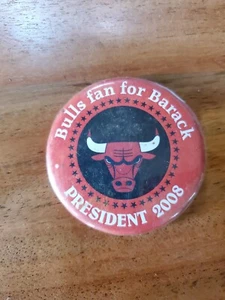 Bulls fan for Barack
PRESIDENT 2008